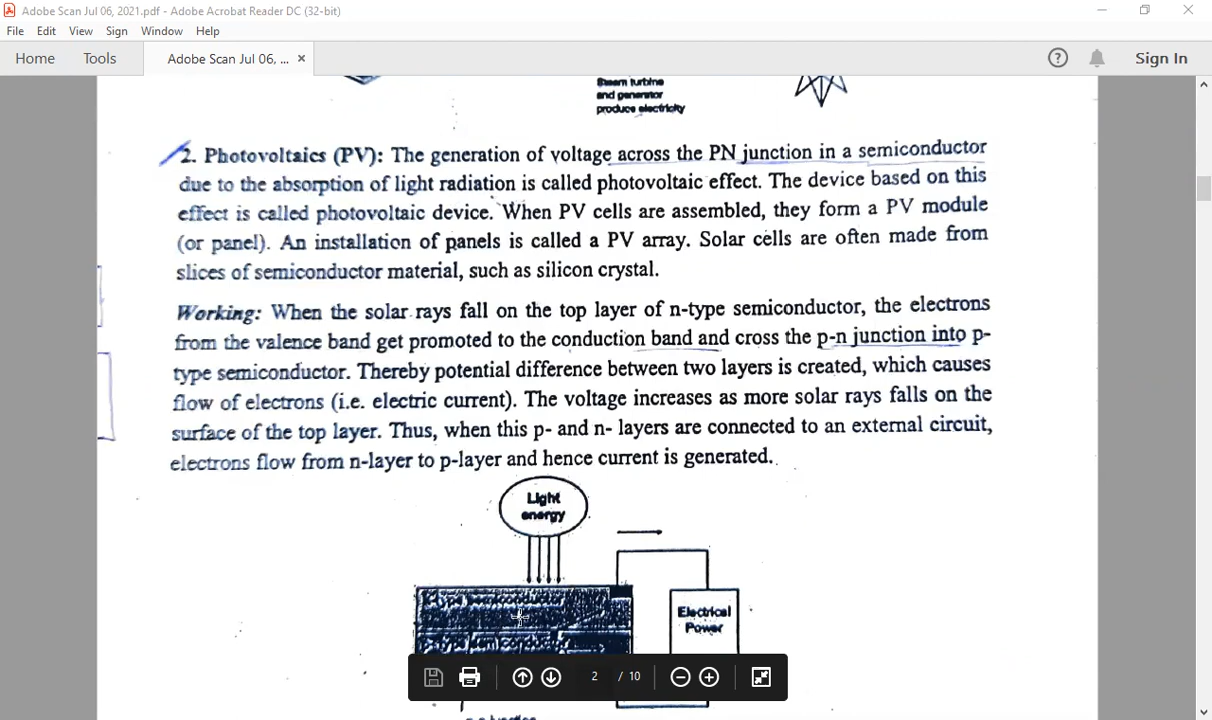 Adobe Scan Jul 06, 2021.pdf - Adobe Acrobat Reader DC (32-bit)
File Edit View Sign Window Help
Home Tools Adobe Scan Jul 06, ... × ? Sign In
Steam turbine
and generator
produce electricity
2. Photovoltaics (PV): The generation of voltage across the PN junction in a semiconductor
due to the absorption of light radiation is called photovoltaic effect. The device based on this
effect is called photovoltaic device. When PV cells are assembled, they form a PV module
(or panel). An installation of panels is called a PV array. Solar cells are often made from
slices of semiconductor material, such as silicon crystal.
Working: When the solar rays fall on the top layer of n-type semiconductor, the electrons
from the valence band get promoted to the conduction band and cross the p-n junction into p-
type semiconductor. Thereby potential difference between two layers is created, which causes
flow of electrons (i.e. electric current). The voltage increases as more solar rays falls on the
surface of the top layer. Thus, when this p- and n- layers are connected to an external circuit,
electrons flow from n-layer to p-layer and hence current is generated.
Light
energy
type semiconductor
Electrical
Power
type semiconductor
2 / 10